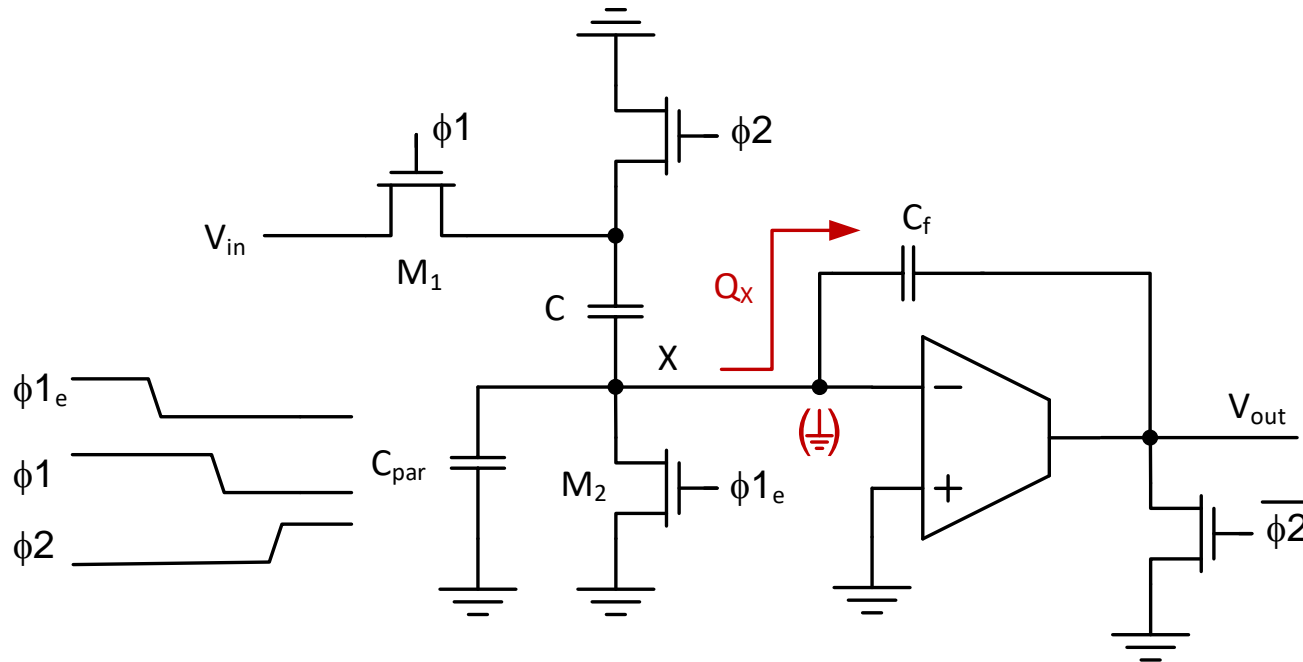 ϕ1
ϕ2
V_in
M_1
C_f
Q_X
C
X
ϕ1_e
ϕ1
ϕ2
C_par
M_2
ϕ1_e
(⏚)
−
+
V_out
ϕ2̅